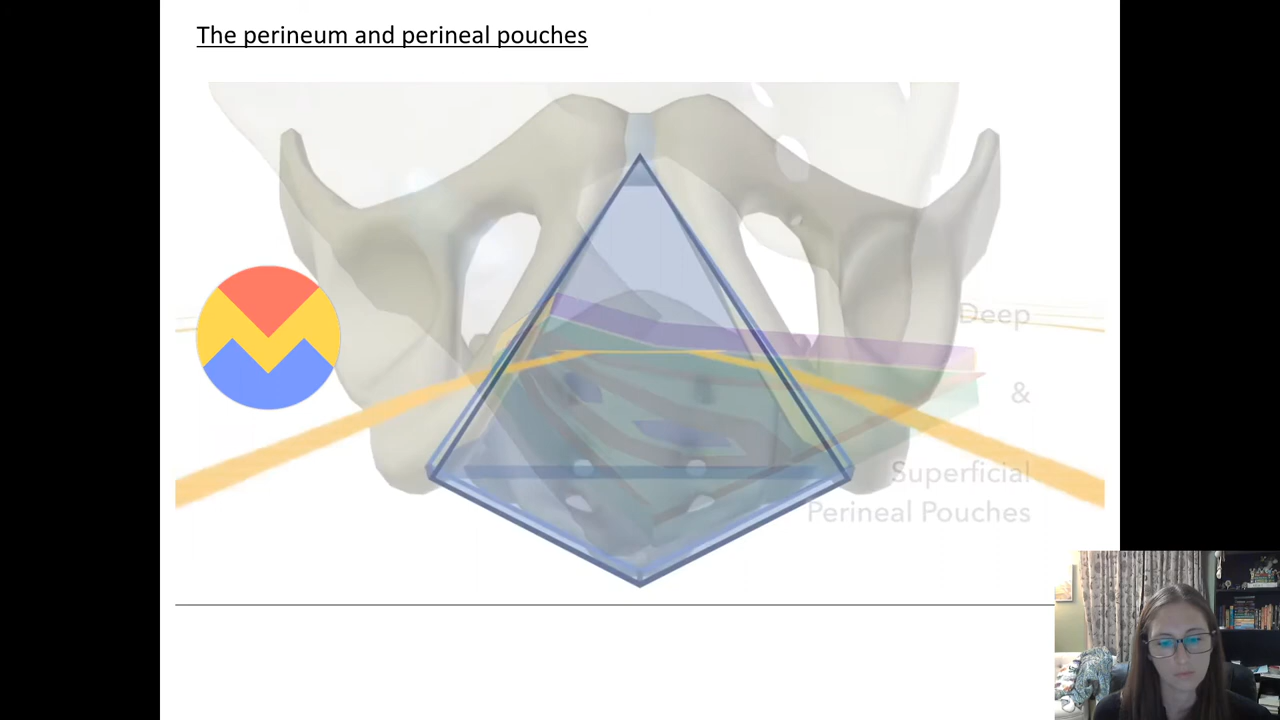 The perineum and perineal pouches
Deep
&
Superficial
Perineal Pouches